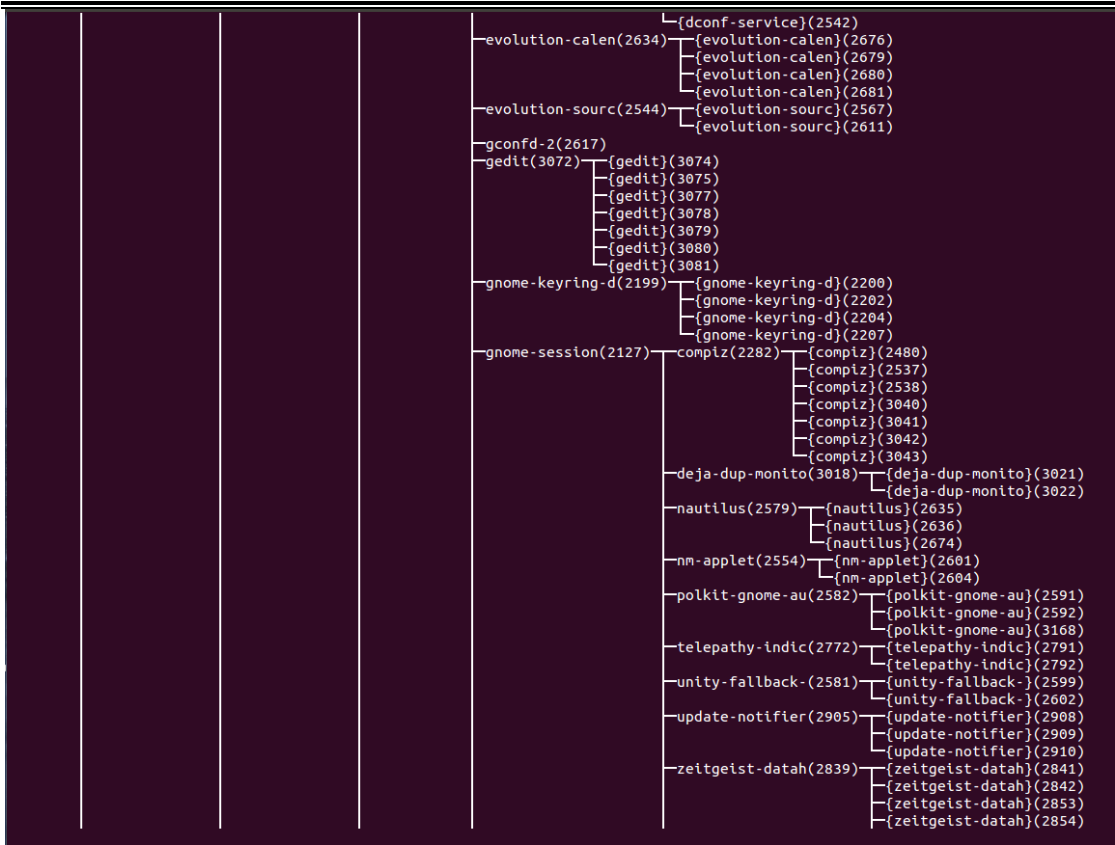 {dconf-service}(2542)
evolution-calen(2634) {evolution-calen}(2676)
{evolution-calen}(2679)
{evolution-calen}(2680)
{evolution-calen}(2681)
evolution-sourc(2544) {evolution-sourc}(2567)
{evolution-sourc}(2611)
gconfd-2(2617)
gedit(3072) {gedit}(3074)
{gedit}(3075)
{gedit}(3077)
{gedit}(3078)
{gedit}(3079)
{gedit}(3080)
{gedit}(3081)
gnome-keyring-d(2199) {gnome-keyring-d}(2200)
{gnome-keyring-d}(2202)
{gnome-keyring-d}(2204)
{gnome-keyring-d}(2207)
gnome-session(2127) compiz(2282) {compiz}(2480)
{compiz}(2537)
{compiz}(2538)
{compiz}(3040)
{compiz}(3041)
{compiz}(3042)
{compiz}(3043)
deja-dup-monito(3018) {deja-dup-monito}(3021)
{deja-dup-monito}(3022)
nautilus(2579) {nautilus}(2635)
{nautilus}(2636)
{nautilus}(2674)
nm-applet(2554) {nm-applet}(2601)
{nm-applet}(2604)
polkit-gnome-au(2582) {polkit-gnome-au}(2591)
{polkit-gnome-au}(2592)
{polkit-gnome-au}(3168)
telepathy-indic(2772) {telepathy-indic}(2791)
{telepathy-indic}(2792)
unity-fallback-(2581) {unity-fallback-}(2599)
{unity-fallback-}(2602)
update-notifier(2905) {update-notifier}(2908)
{update-notifier}(2909)
{update-notifier}(2910)
zeitgeist-datah(2839) {zeitgeist-datah}(2841)
{zeitgeist-datah}(2842)
{zeitgeist-datah}(2853)
{zeitgeist-datah}(2854)